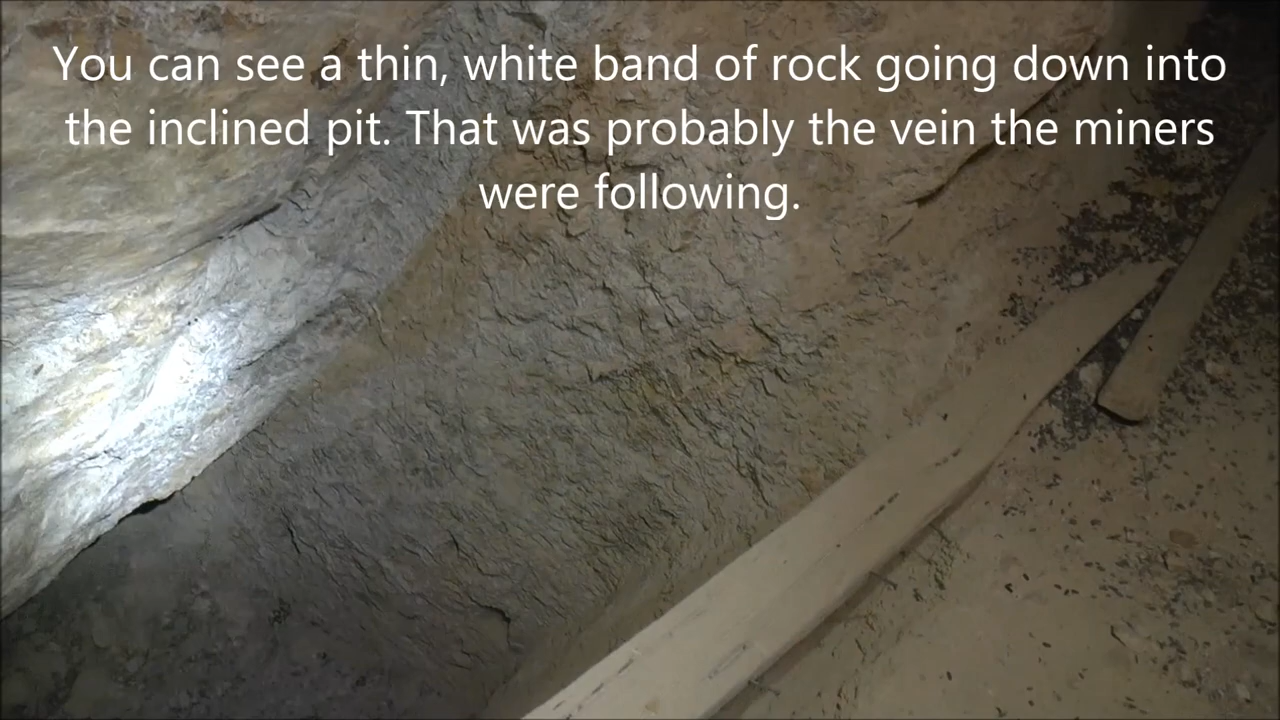 You can see a thin, white band of rock going down into
the inclined pit. That was probably the vein the miners
were following.